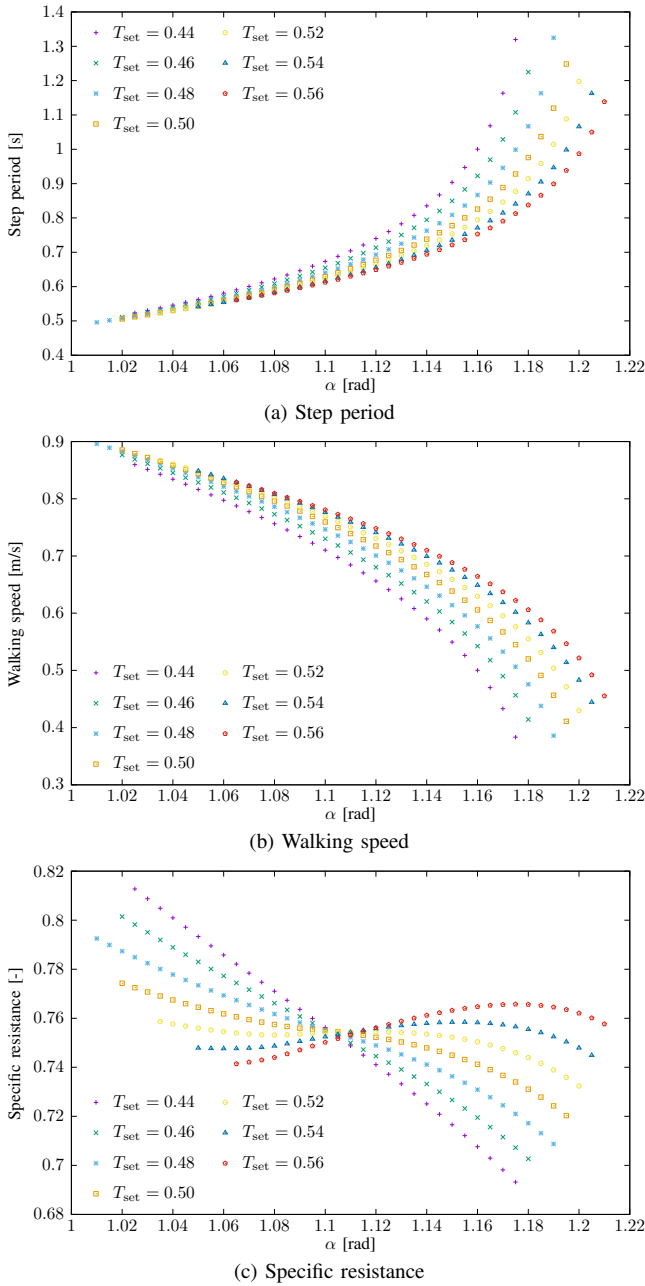 1.4
1.3
1.2
1.1
1
0.9
0.8
0.7
0.6
0.5
0.4
Step period [s]
T_set = 0.44
T_set = 0.46
T_set = 0.48
T_set = 0.50
T_set = 0.52
T_set = 0.54
T_set = 0.56
1 1.02 1.04 1.06 1.08 1.1 1.12 1.14 1.16 1.18 1.2 1.22
α [rad]
(a) Step period
0.9
0.8
0.7
0.6
0.5
0.4
0.3
Walking speed [m/s]
T_set = 0.44
T_set = 0.46
T_set = 0.48
T_set = 0.50
T_set = 0.52
T_set = 0.54
T_set = 0.56
1 1.02 1.04 1.06 1.08 1.1 1.12 1.14 1.16 1.18 1.2 1.22
α [rad]
(b) Walking speed
0.82
0.8
0.78
0.76
0.74
0.72
0.7
0.68
Specific resistance [-]
T_set = 0.44
T_set = 0.46
T_set = 0.48
T_set = 0.50
T_set = 0.52
T_set = 0.54
T_set = 0.56
1 1.02 1.04 1.06 1.08 1.1 1.12 1.14 1.16 1.18 1.2 1.22
α [rad]
(c) Specific resistance